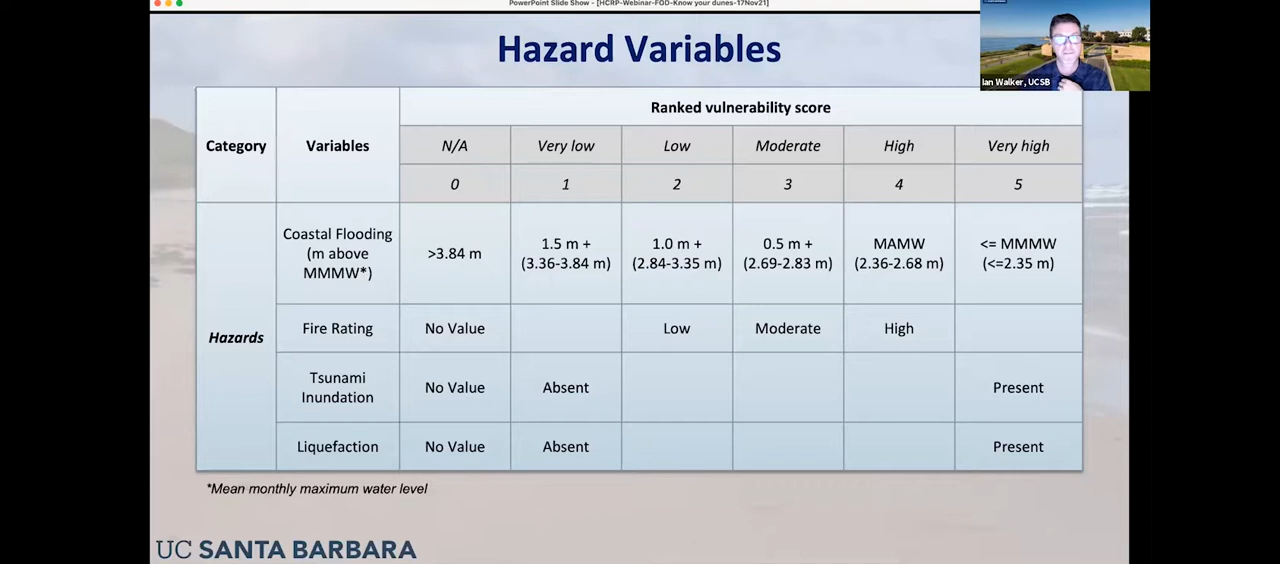 PowerPoint Slide Show - [HCRP-Webinar-FOD-Know your dunes-17Nov21]
Hazard Variables
Ian Walker, UCSB
Category Variables Ranked vulnerability score
N/A Very low Low Moderate High Very high
0 1 2 3 4 5
Hazards
Coastal Flooding
(m above
MMMW*)
>3.84 m
1.5 m +
(3.36-3.84 m)
1.0 m +
(2.84-3.35 m)
0.5 m +
(2.69-2.83 m)
MAMW
(2.36-2.68 m)
<= MMMW
(<=2.35 m)
Fire Rating No Value Low Moderate High
Tsunami
Inundation
No Value Absent Present
Liquefaction No Value Absent Present
*Mean monthly maximum water level
UC SANTA BARBARA